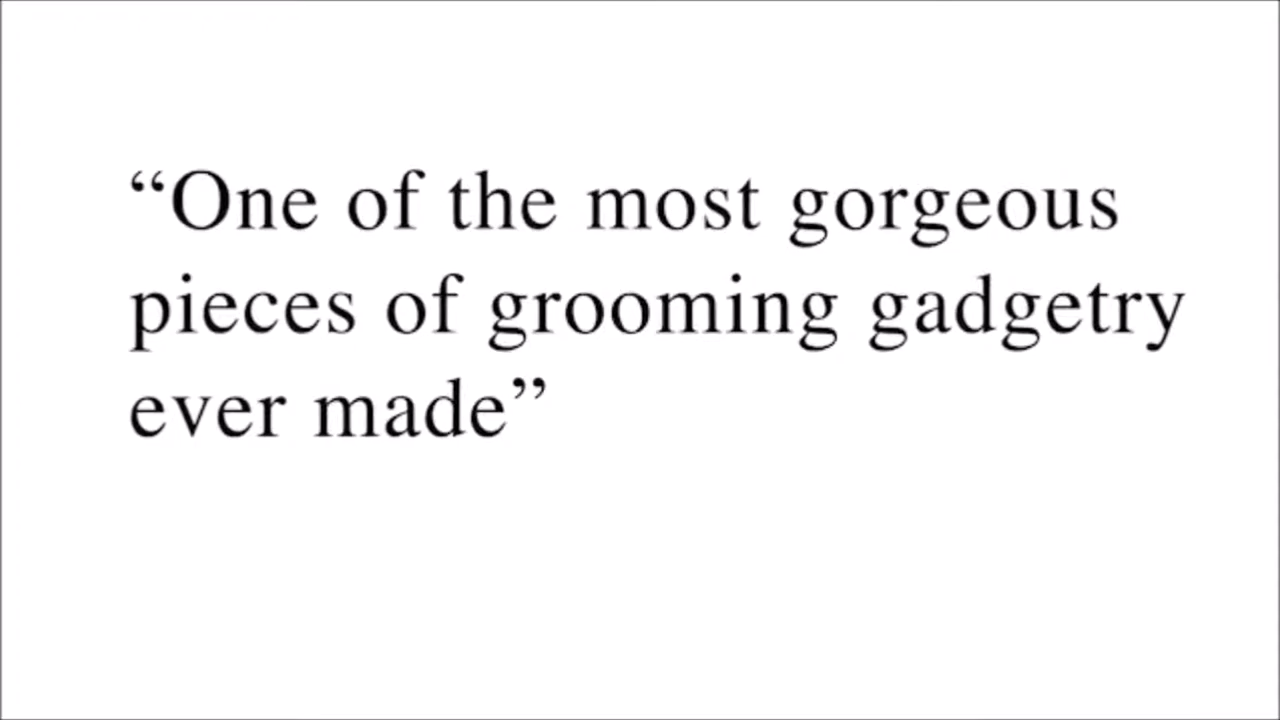 “One of the most gorgeous
pieces of grooming gadgetry
ever made”